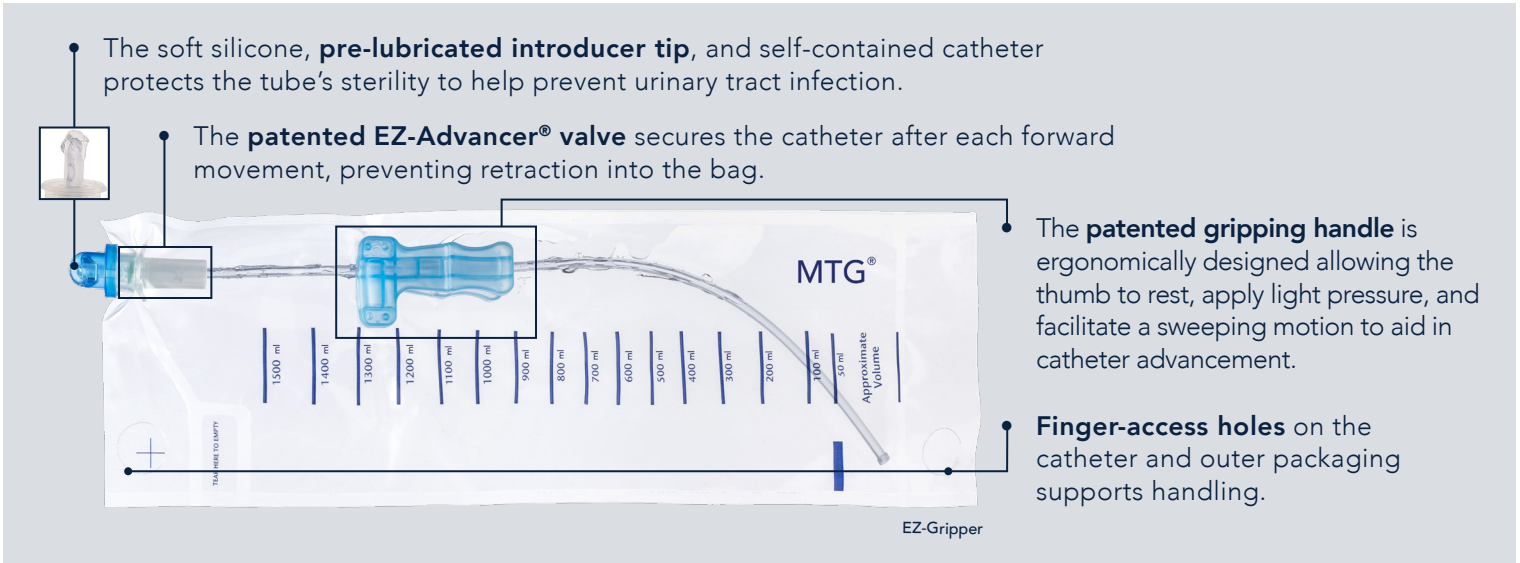 The soft silicone, pre-lubricated introducer tip, and self-contained catheter
protects the tube's sterility to help prevent urinary tract infection.
The patented EZ-Advancer® valve secures the catheter after each forward
movement, preventing retraction into the bag.
The patented gripping handle is
ergonomically designed allowing the
thumb to rest, apply light pressure, and
facilitate a sweeping motion to aid in
catheter advancement.
MTG®
1500 ml
1400 ml
1300 ml
1200 ml
1100 ml
1000 ml
900 ml
800 ml
700 ml
600 ml
500 ml
400 ml
300 ml
200 ml
100 ml
50 ml
Approximate
Volume
TEAR HERE TO EMPTY
Finger-access holes on the
catheter and outer packaging
supports handling.
EZ-Gripper